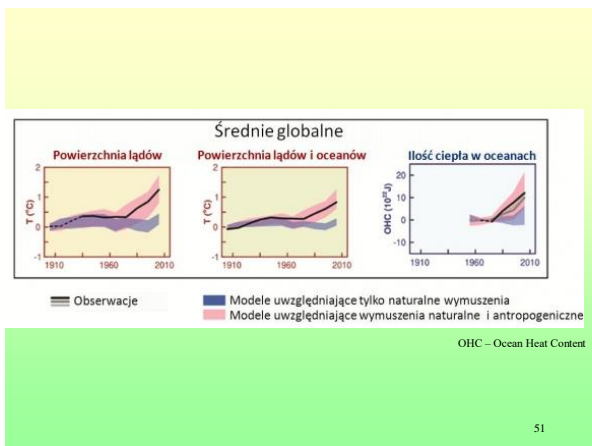 Średnie globalne
Powierzchnia lądów
Powierzchnia lądów i oceanów
Ilość ciepła w oceanach
T (°C)
2
1
0
-1
1910 1960 2010
T (°C)
2
1
0
-1
1910 1960 2010
OHC (10²²J)
20
10
0
-10
1910 1960 2010
Obserwacje
Modele uwzględniające tylko naturalne wymuszenia
Modele uwzględniające wymuszenia naturalne i antropogeniczne
OHC – Ocean Heat Content
51